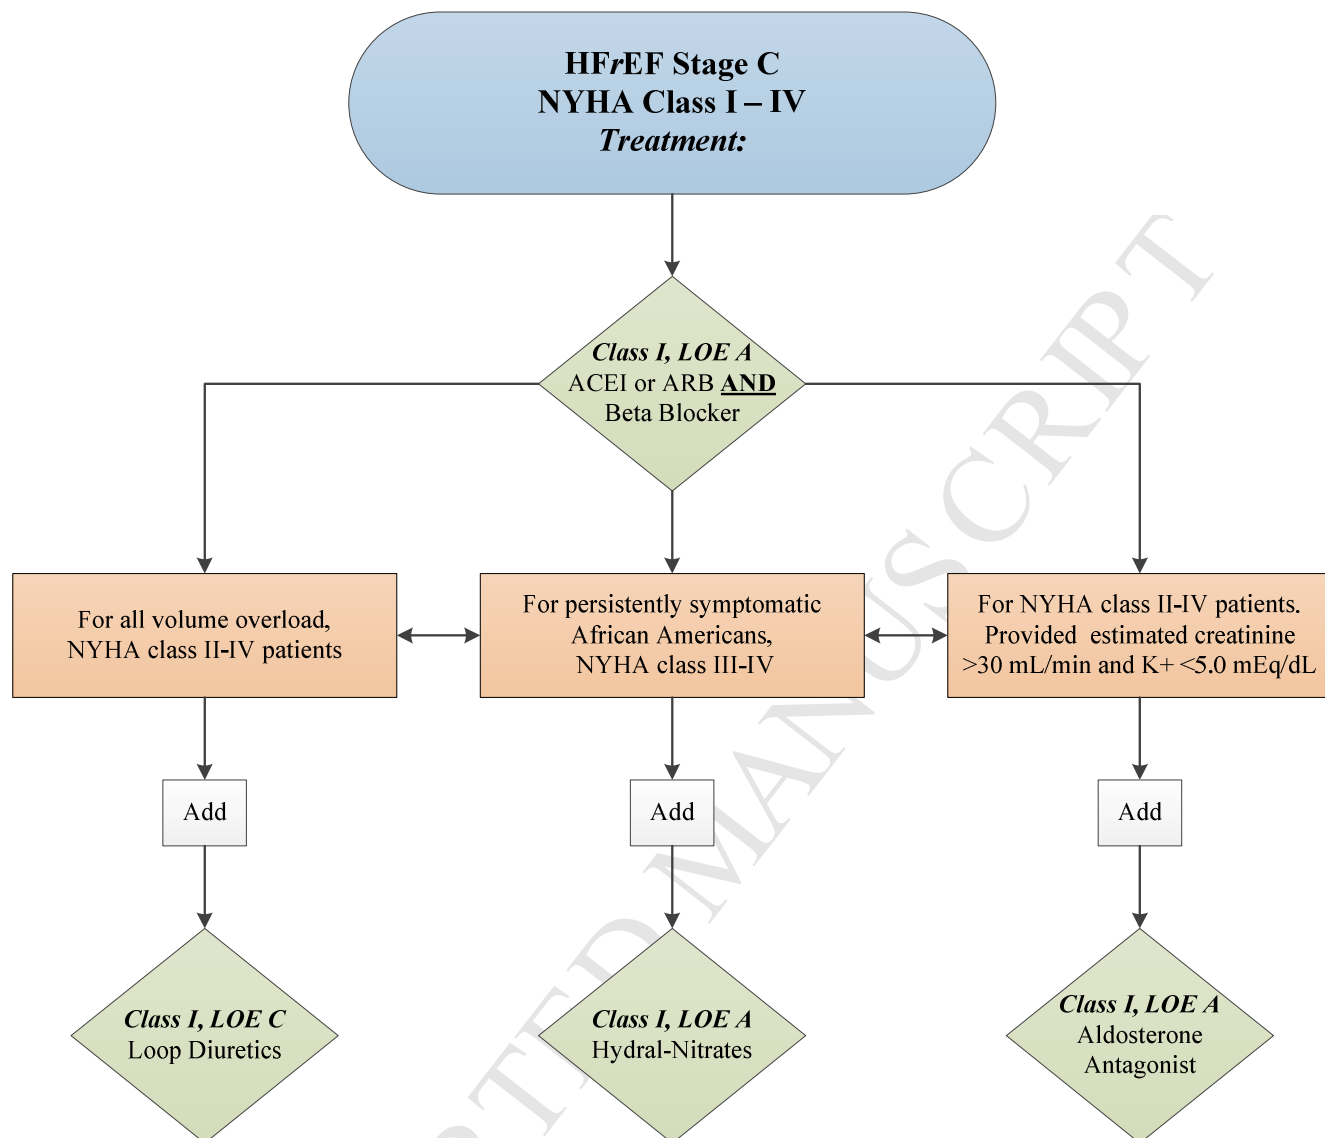 HFrEF Stage C
NYHA Class I – IV
Treatment:
Class I, LOE A
ACEI or ARB AND
Beta Blocker
For all volume overload,
NYHA class II-IV patients
For persistently symptomatic
African Americans,
NYHA class III-IV
For NYHA class II-IV patients.
Provided estimated creatinine
>30 mL/min and K+ <5.0 mEq/dL
Add
Add
Add
Class I, LOE C
Loop Diuretics
Class I, LOE A
Hydral-Nitrates
Class I, LOE A
Aldosterone
Antagonist
PTED MANUSCRIPT